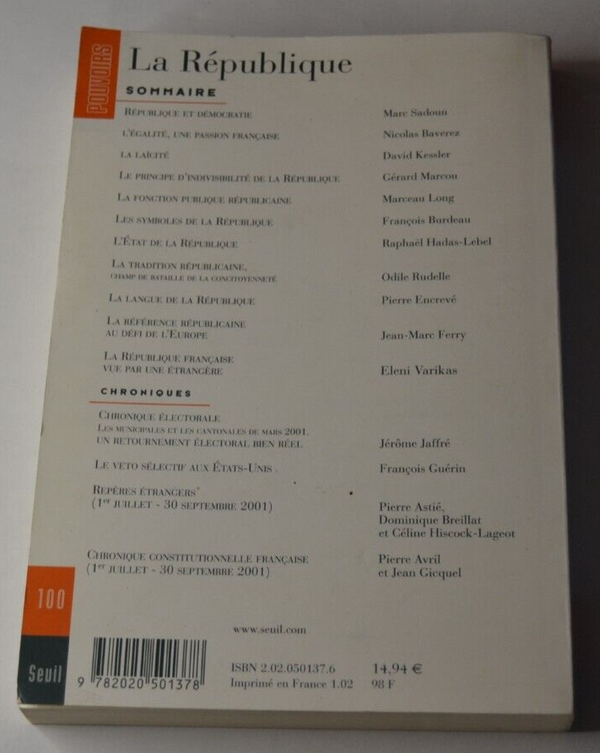 POUVOIRS
La République
SOMMAIRE
République et démocratie Marc Sadoun
l'égalité, une passion française Nicolas Baverez
la laïcité David Kessler
Le principe d'indivisibilité de la République Gérard Marcou
La fonction publique républicaine Marceau Long
Les symboles de la République François Burdeau
L'État de la République Raphaël Hadas-Lebel
La tradition républicaine,
champ de bataille de la concitoyenneté Odile Rudelle
La langue de la République Pierre Encrevé
La référence républicaine
au défi de l'Europe Jean-Marc Ferry
La République française
vue par une étrangère Eleni Varikas
CHRONIQUES
Chronique électorale
Les municipales et les cantonales de mars 2001,
un retournement électoral bien réel Jérôme Jaffré
Le veto sélectif aux États-Unis François Guérin
Repères étrangers
(1er juillet - 30 septembre 2001) Pierre Astié,
Dominique Breillat
et Céline Hiscock-Lageot
Chronique constitutionnelle française Pierre Avril
(1er juillet - 30 septembre 2001) et Jean Gicquel
100
Seuil
www.seuil.com
9 782020 501378
ISBN 2.02.050137.6 14,94 €
Imprimé en France 1.02 98 F